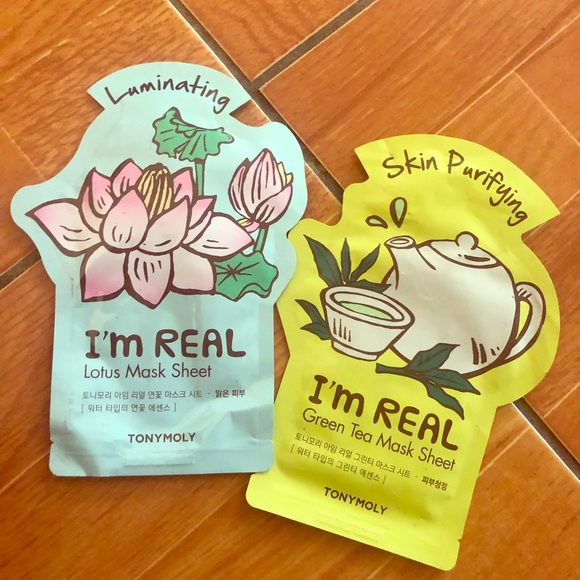 Luminating
I'm REAL
Lotus Mask Sheet
토니모리 아임 리얼 연꽃 마스크 시트 · 맑은 피부
[ 워터 타입의 연꽃 에센스 ]
TONYMOLY
Skin Purifying
I'm REAL
Green Tea Mask Sheet
토니모리 아임 리얼 그린티 마스크 시트 · 피부청정
[ 워터 타입의 그린티 에센스 ]
TONYMOLY